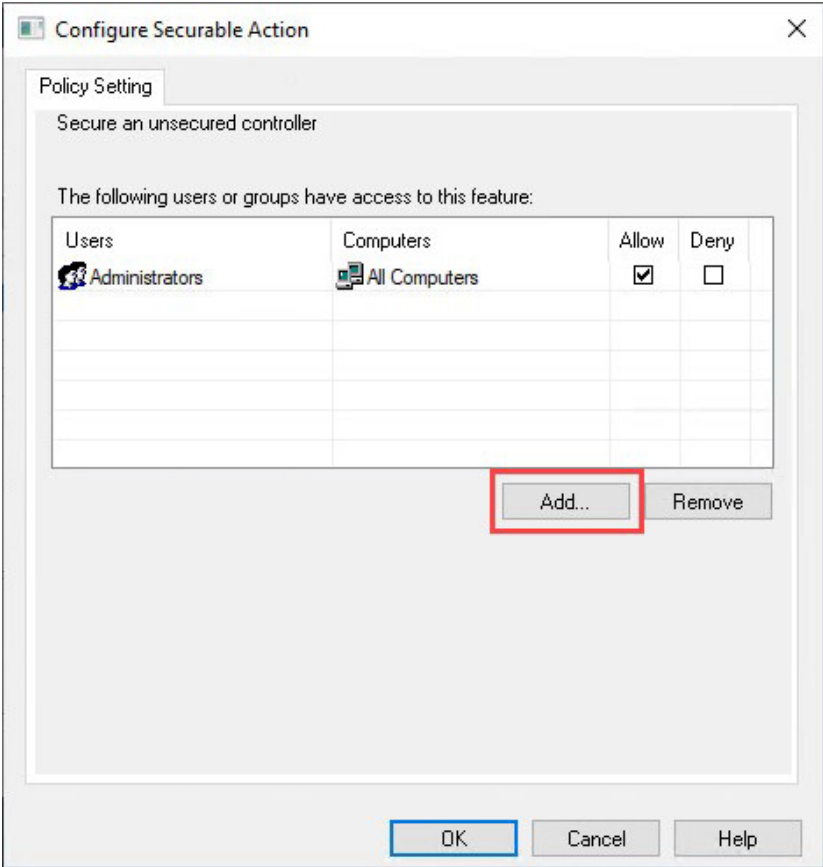 Configure Securable Action
Policy Setting
Secure an unsecured controller
The following users or groups have access to this feature:
Users Computers Allow Deny
Administrators All Computers
Add... Remove
OK Cancel Help